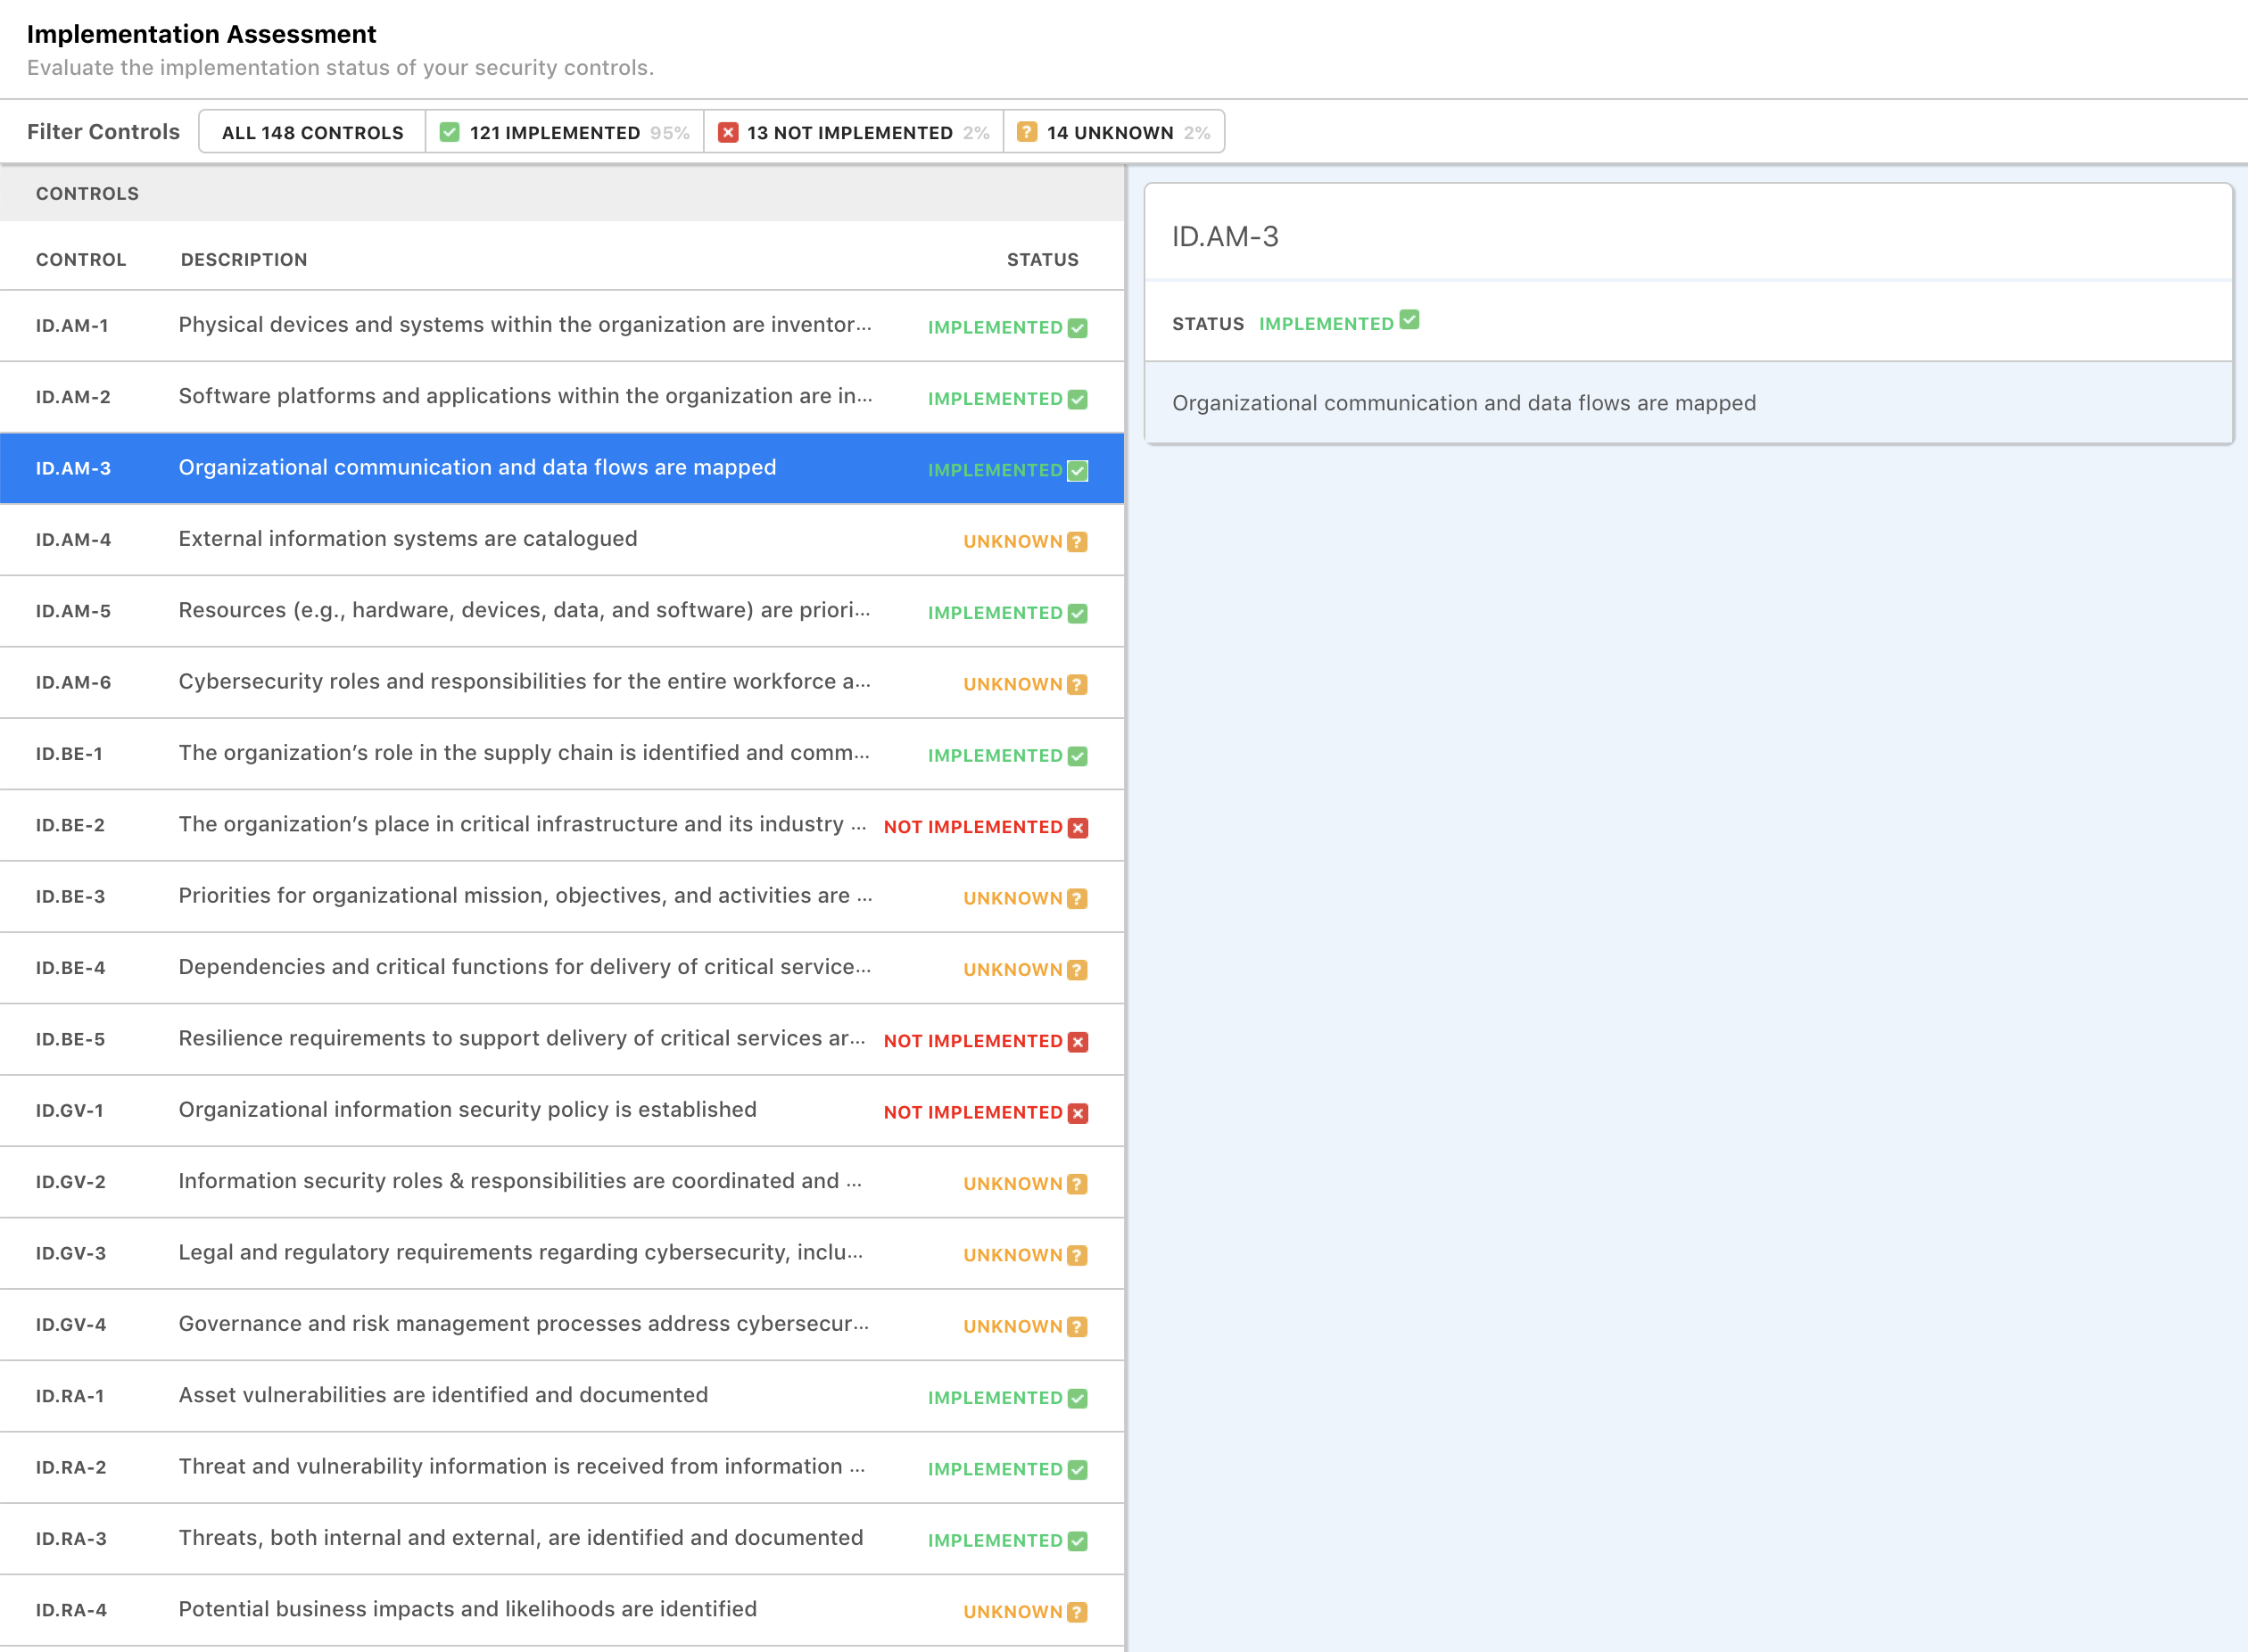 Implementation Assessment
Evaluate the implementation status of your security controls.
Filter Controls ALL 148 CONTROLS 121 IMPLEMENTED 95% 13 NOT IMPLEMENTED 2% ? 14 UNKNOWN 2%
CONTROLS
CONTROL DESCRIPTION STATUS
ID.AM-1 Physical devices and systems within the organization are inventor... IMPLEMENTED
ID.AM-2 Software platforms and applications within the organization are in... IMPLEMENTED
ID.AM-3 Organizational communication and data flows are mapped IMPLEMENTED
ID.AM-4 External information systems are catalogued UNKNOWN ?
ID.AM-5 Resources (e.g., hardware, devices, data, and software) are priori... IMPLEMENTED
ID.AM-6 Cybersecurity roles and responsibilities for the entire workforce a... UNKNOWN ?
ID.BE-1 The organization’s role in the supply chain is identified and comm... IMPLEMENTED
ID.BE-2 The organization’s place in critical infrastructure and its industry ... NOT IMPLEMENTED
ID.BE-3 Priorities for organizational mission, objectives, and activities are ... UNKNOWN ?
ID.BE-4 Dependencies and critical functions for delivery of critical service... UNKNOWN ?
ID.BE-5 Resilience requirements to support delivery of critical services ar... NOT IMPLEMENTED
ID.GV-1 Organizational information security policy is established NOT IMPLEMENTED
ID.GV-2 Information security roles & responsibilities are coordinated and ... UNKNOWN ?
ID.GV-3 Legal and regulatory requirements regarding cybersecurity, inclu... UNKNOWN ?
ID.GV-4 Governance and risk management processes address cybersecur... UNKNOWN ?
ID.RA-1 Asset vulnerabilities are identified and documented IMPLEMENTED
ID.RA-2 Threat and vulnerability information is received from information ... IMPLEMENTED
ID.RA-3 Threats, both internal and external, are identified and documented IMPLEMENTED
ID.RA-4 Potential business impacts and likelihoods are identified UNKNOWN ?
ID.AM-3
STATUS IMPLEMENTED
Organizational communication and data flows are mapped